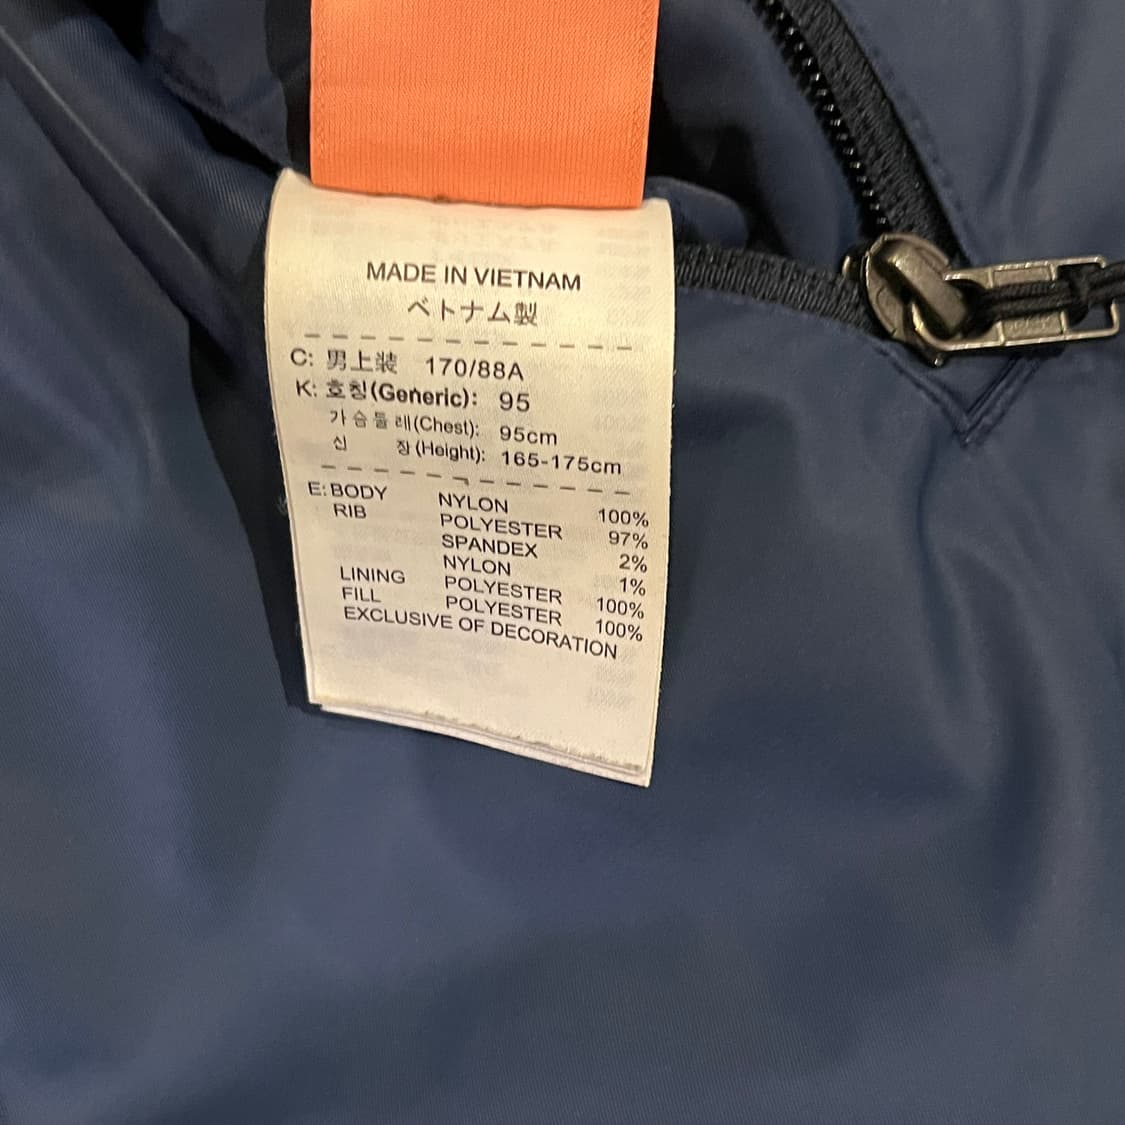 MADE IN VIETNAM
ベトナム製
C: 男上装 170/88A
K: 호칭(Generic): 95
가슴둘레(Chest): 95cm
신 장(Height): 165-175cm
E: BODY NYLON 100%
RIB POLYESTER 97%
SPANDEX 2%
NYLON 1%
LINING POLYESTER 100%
FILL POLYESTER 100%
EXCLUSIVE OF DECORATION